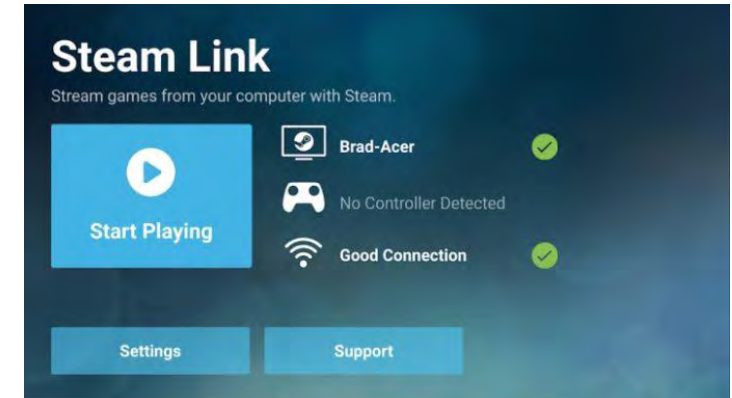 Steam Link
Stream games from your computer with Steam.
Start Playing
Brad-Acer
No Controller Detected
Good Connection
Settings
Support